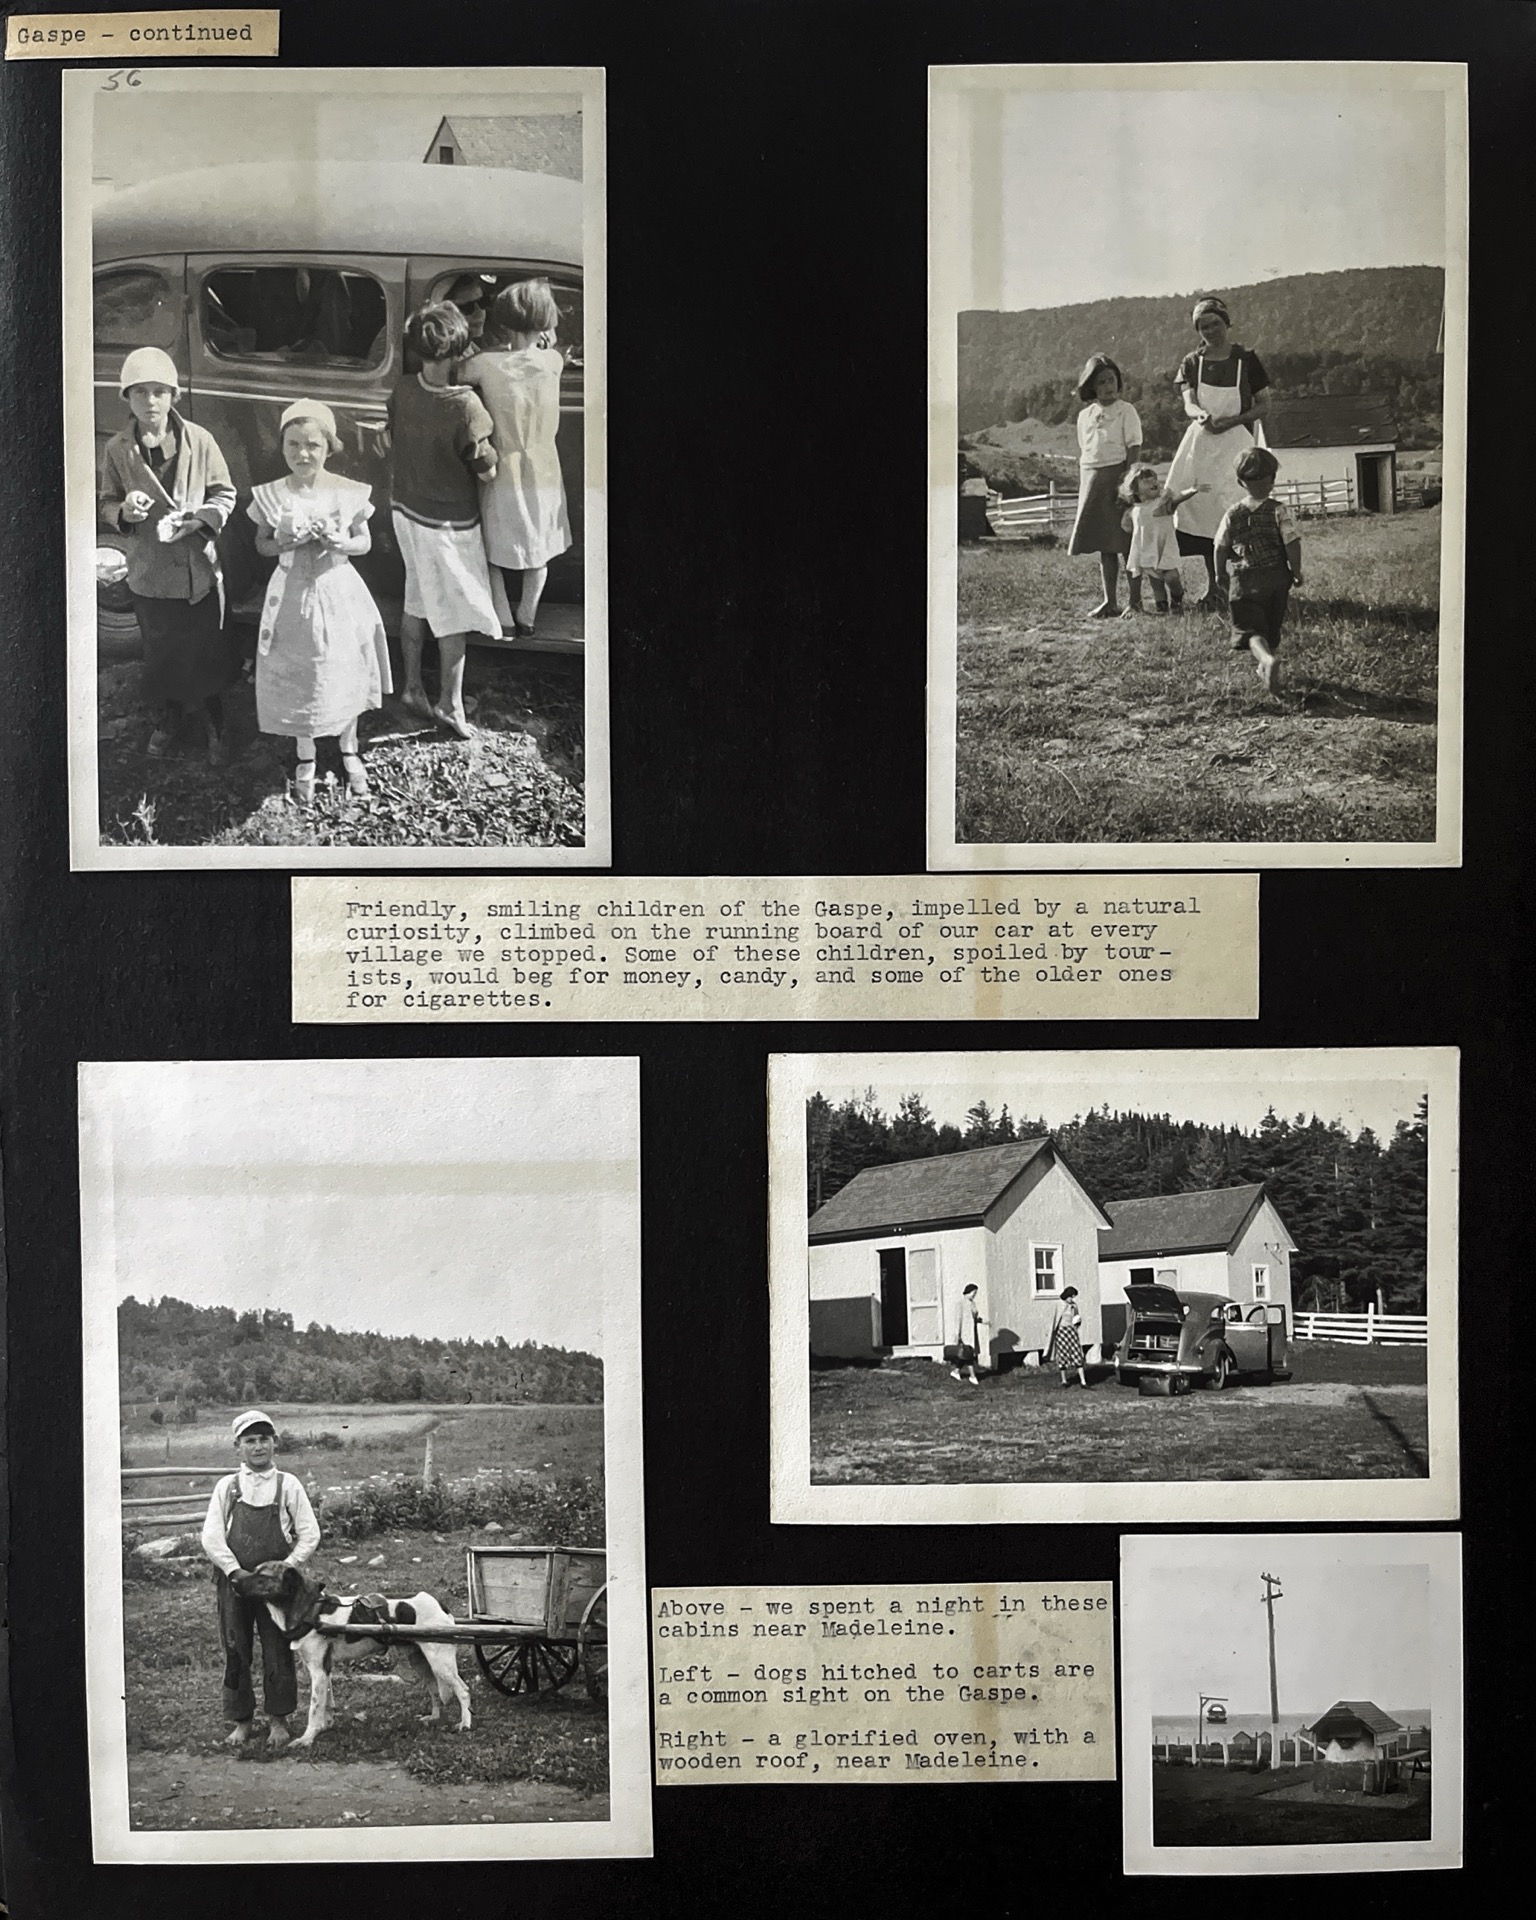 Gaspe - continued
56
Friendly, smiling children of the Gaspe, impelled by a natural
curiosity, climbed on the running board of our car at every
village we stopped. Some of these children, spoiled by tour-
ists, would beg for money, candy, and some of the older ones
for cigarettes.
Above - we spent a night in these
cabins near Madeleine.
Left - dogs hitched to carts are
a common sight on the Gaspe.
Right - a glorified oven, with a
wooden roof, near Madeleine.